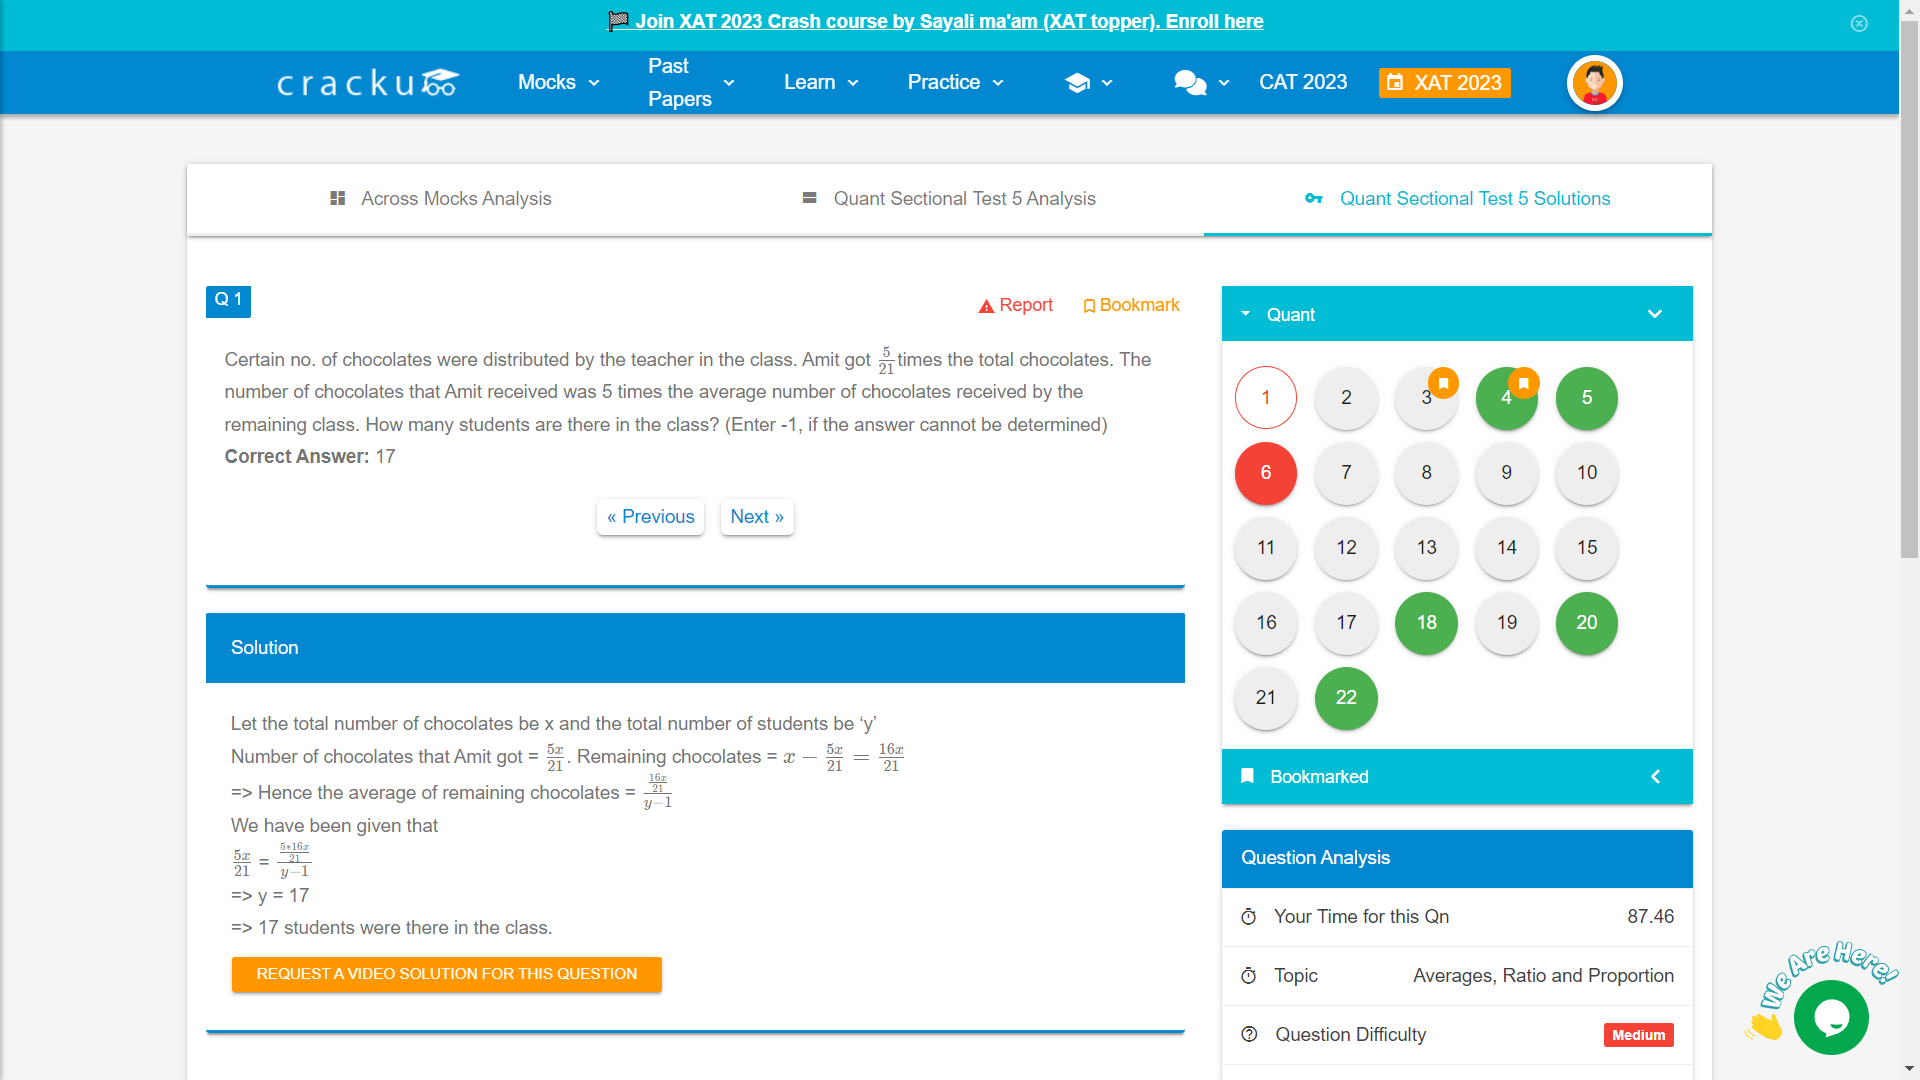 Join XAT 2023 Crash course by Sayali ma'am (XAT topper). Enroll here
cracku
Mocks
Past Papers
Learn
Practice
CAT 2023
XAT 2023
Across Mocks Analysis
Quant Sectional Test 5 Analysis
Quant Sectional Test 5 Solutions
Q 1
Report
Bookmark
Certain no. of chocolates were distributed by the teacher in the class. Amit got 5/21 times the total chocolates. The
number of chocolates that Amit received was 5 times the average number of chocolates received by the
remaining class. How many students are there in the class? (Enter -1, if the answer cannot be determined)
Correct Answer: 17
« Previous
Next »
Solution
Let the total number of chocolates be x and the total number of students be ‘y’
Number of chocolates that Amit got = 5x/21. Remaining chocolates = x − 5x/21 = 16x/21
=> Hence the average of remaining chocolates = (16x/21)/(y−1)
We have been given that
5x/21 = (5*16x/21)/(y−1)
=> y = 17
=> 17 students were there in the class.
REQUEST A VIDEO SOLUTION FOR THIS QUESTION
Quant
1 2 3 4 5
6 7 8 9 10
11 12 13 14 15
16 17 18 19 20
21 22
Bookmarked
Question Analysis
Your Time for this Qn 87.46
Topic Averages, Ratio and Proportion
Question Difficulty Medium
We Are Here!